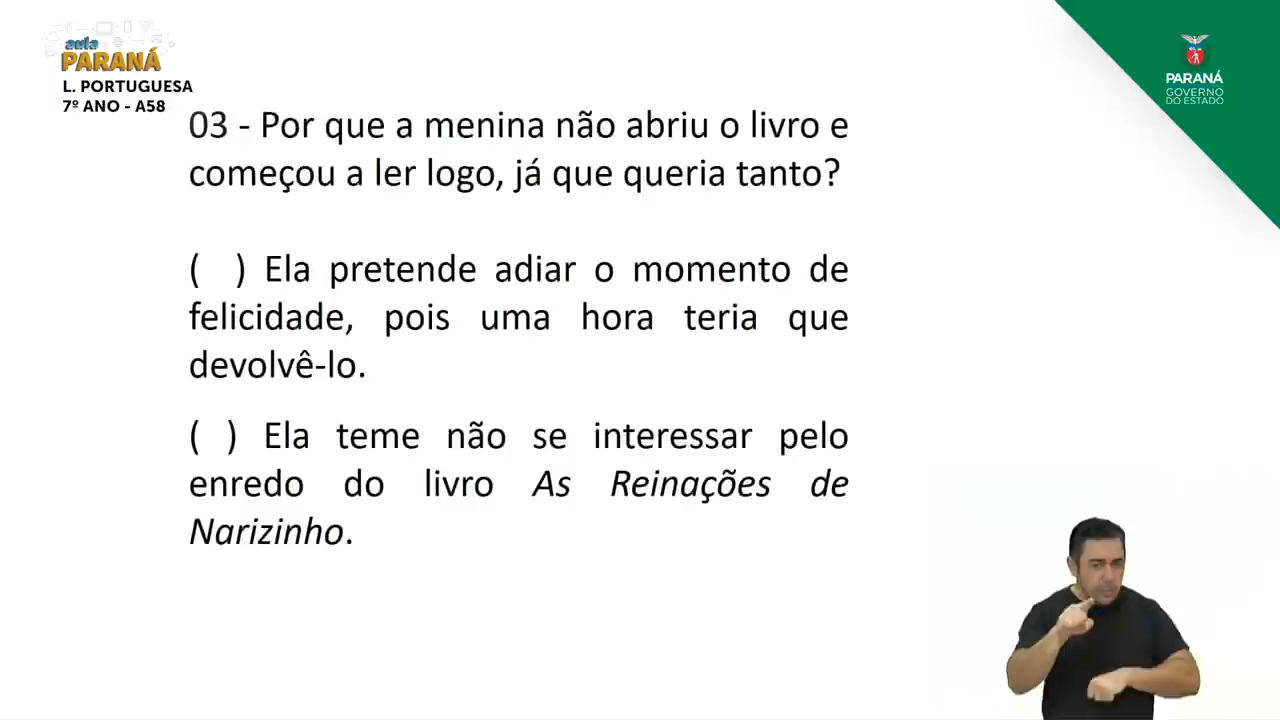 aula
PARANÁ
L. PORTUGUESA
7º ANO - A58
PARANÁ
GOVERNO
DO ESTADO
03 - Por que a menina não abriu o livro e
começou a ler logo, já que queria tanto?
( ) Ela pretende adiar o momento de
felicidade, pois uma hora teria que
devolvê-lo.
( ) Ela teme não se interessar pelo
enredo do livro As Reinações de
Narizinho.